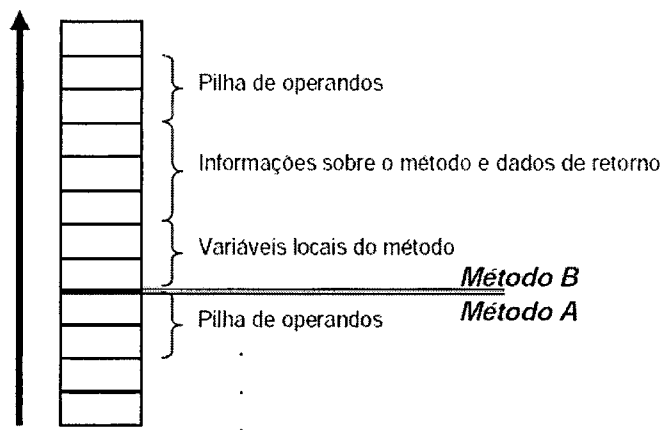 Pilha de operandos
Informações sobre o método e dados de retorno
Variáveis locais do método
Método B
Método A
Pilha de operandos